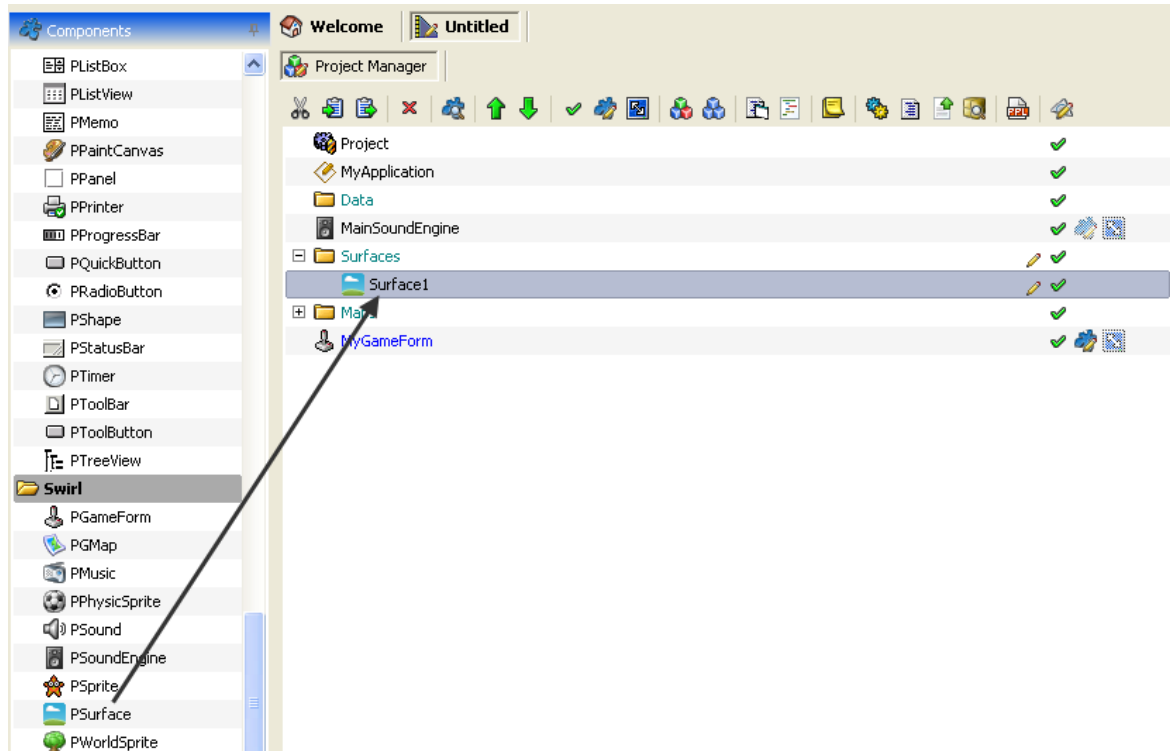 Components
PListBox
PListView
PMemo
PPaintCanvas
PPanel
PPrinter
PProgressBar
PQuickButton
PRadioButton
PShape
PStatusBar
PTimer
PToolBar
PToolButton
PTreeView
Swirl
PGameForm
PGMap
PMusic
PPhysicSprite
PSound
PSoundEngine
PSprite
PSurface
PWorldSprite
Welcome Untitled
Project Manager
Project
MyApplication
Data
MainSoundEngine
Surfaces
Surface1
MyGameForm